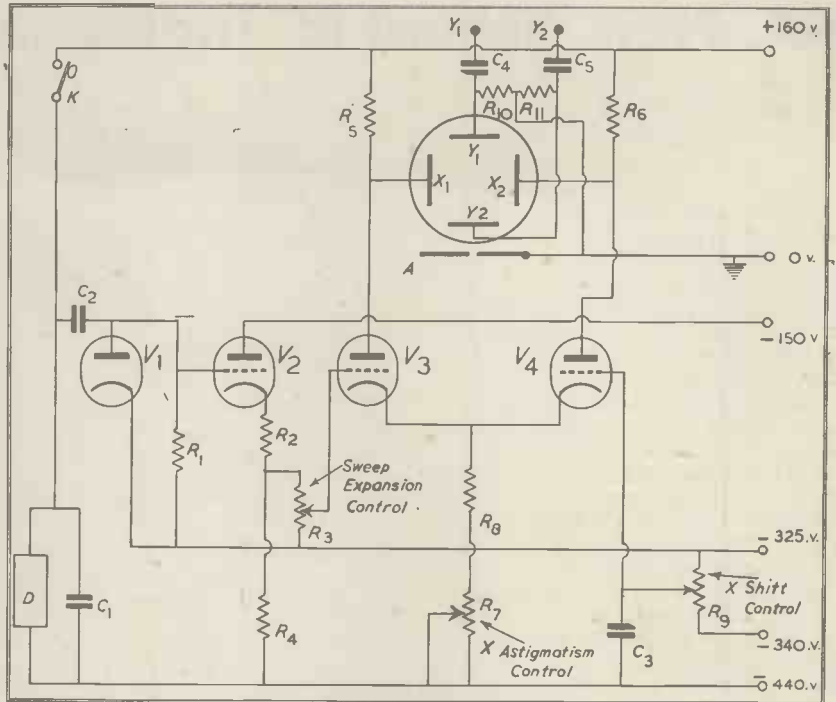 Y1 Y2 +160 v.
O
K
C4 C5
R5 R10 R11 R6
Y1
X1 X2
Y2
A 0 v.
C2
-150 v
V1 V2 V3 V4
R2
R1
Sweep
Expansion
Control
R3 R8
-325.v.
X Shift
Control
D C1 R4 R7 R9
X Astigmatism
Control
C3
-340.v.
-440.v